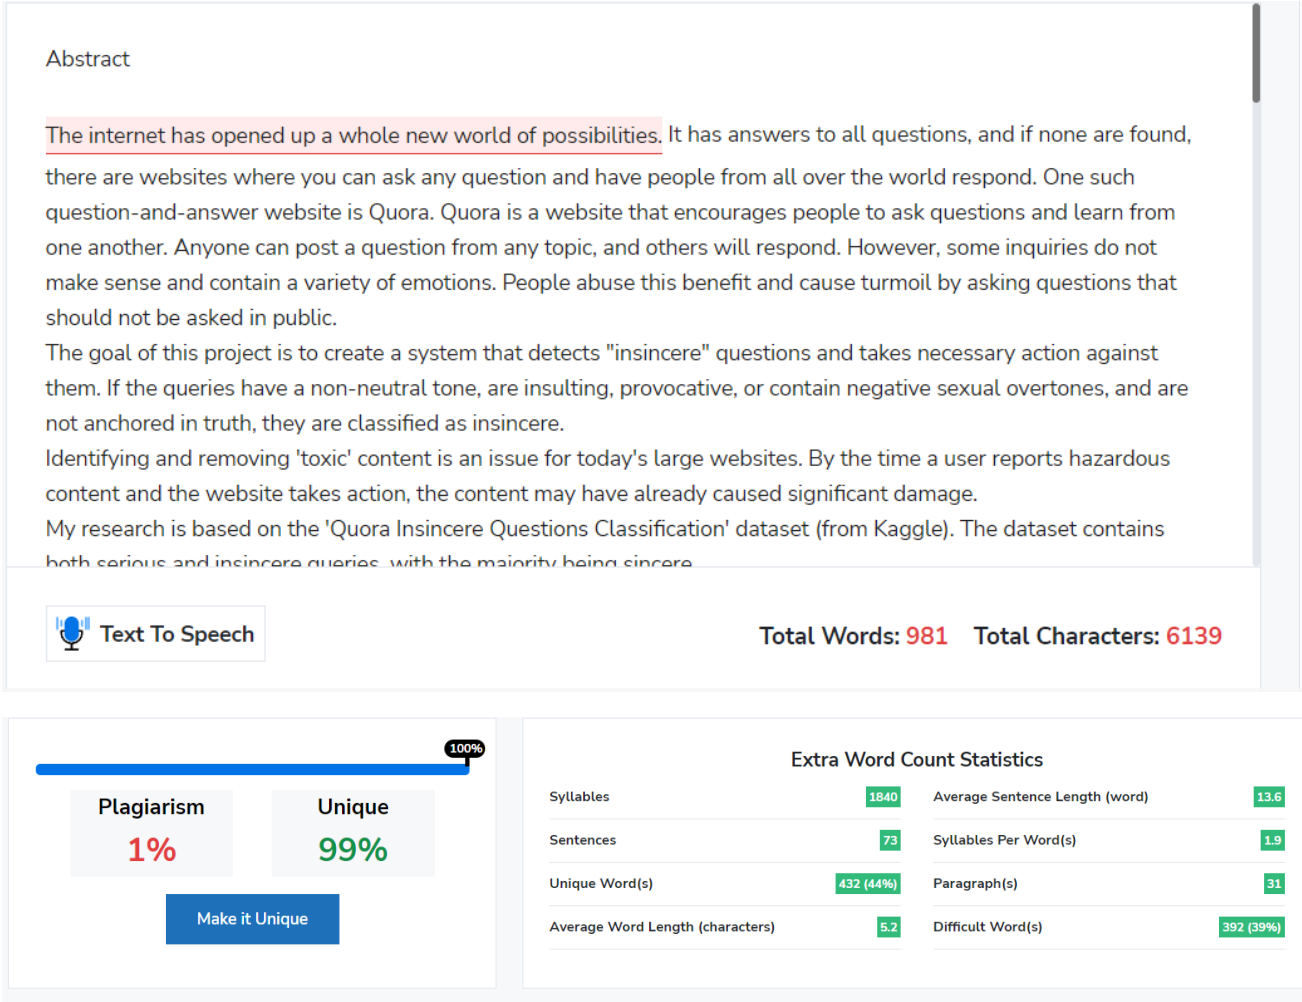 Abstract
The internet has opened up a whole new world of possibilities. It has answers to all questions, and if none are found,
there are websites where you can ask any question and have people from all over the world respond. One such
question-and-answer website is Quora. Quora is a website that encourages people to ask questions and learn from
one another. Anyone can post a question from any topic, and others will respond. However, some inquiries do not
make sense and contain a variety of emotions. People abuse this benefit and cause turmoil by asking questions that
should not be asked in public.
The goal of this project is to create a system that detects "insincere" questions and takes necessary action against
them. If the queries have a non-neutral tone, are insulting, provocative, or contain negative sexual overtones, and are
not anchored in truth, they are classified as insincere.
Identifying and removing 'toxic' content is an issue for today's large websites. By the time a user reports hazardous
content and the website takes action, the content may have already caused significant damage.
My research is based on the 'Quora Insincere Questions Classification' dataset (from Kaggle). The dataset contains
both serious and insincere queries, with the majority being sincere
Text To Speech
Total Words: 981 Total Characters: 6139
100%
Plagiarism
1%
Unique
99%
Make it Unique
Extra Word Count Statistics
Syllables 1840
Average Sentence Length (word) 13.6
Sentences 73
Syllables Per Word(s) 1.9
Unique Word(s) 432 (44%)
Paragraph(s) 31
Average Word Length (characters) 5.2
Difficult Word(s) 392 (39%)